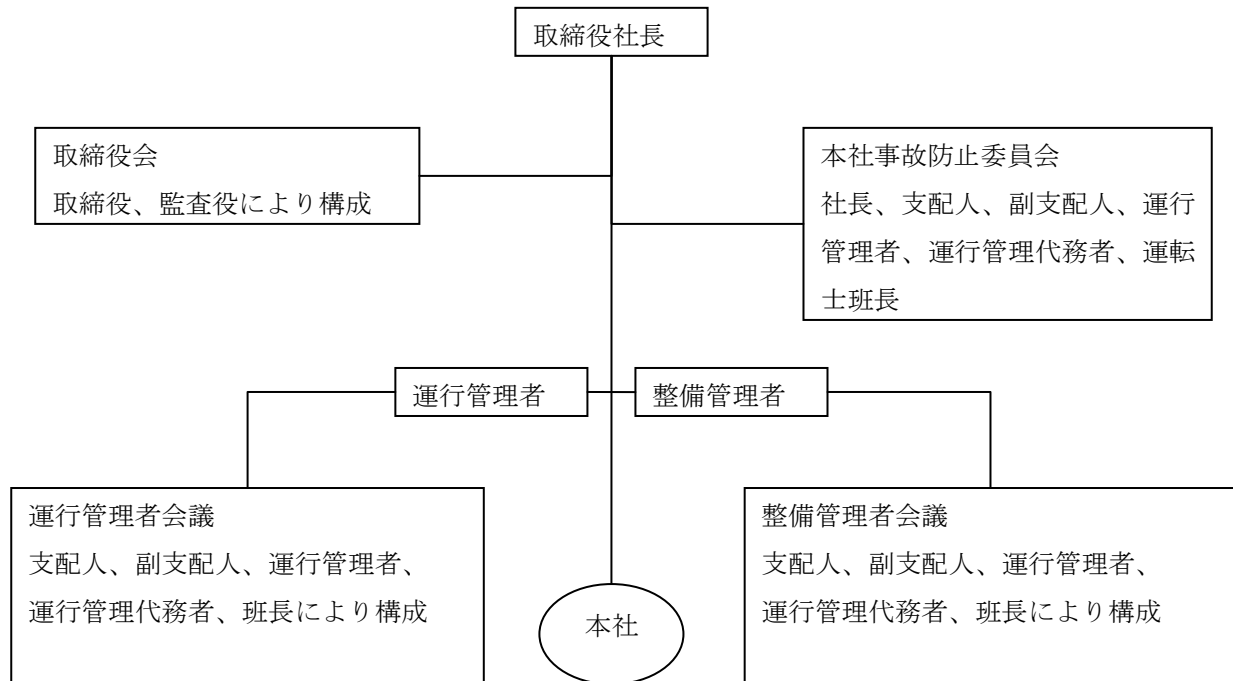 取締役社長
取締役会
取締役、監査役により構成
本社事故防止委員会
社長、支配人、副支配人、運行
管理者、運行管理代務者、運転
士班長
運行管理者
整備管理者
運行管理者会議
支配人、副支配人、運行管理者、
運行管理代務者、班長により構成
本社
整備管理者会議
支配人、副支配人、運行管理者、
運行管理代務者、班長により構成